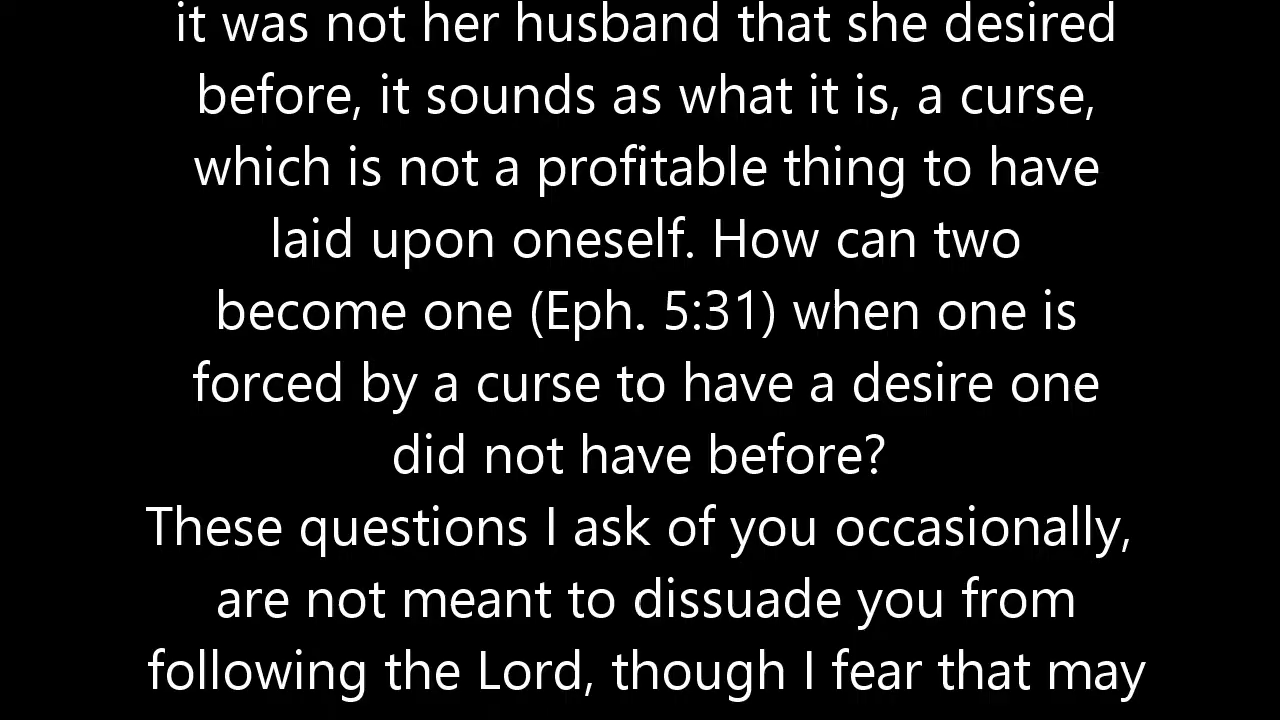 it was not her husband that she desired
before, it sounds as what it is, a curse,
which is not a profitable thing to have
laid upon oneself. How can two
become one (Eph. 5:31) when one is
forced by a curse to have a desire one
did not have before?
These questions I ask of you occasionally,
are not meant to dissuade you from
following the Lord, though I fear that may